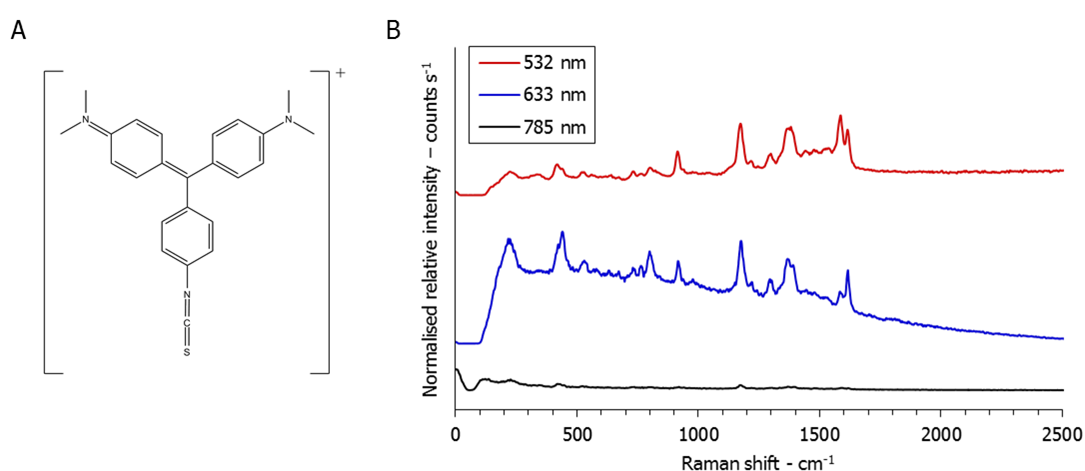 A
B
+
N
N
N
C
S
532 nm
633 nm
785 nm
Normalised relative intensity – counts s⁻¹
0
500
1000
1500
2000
2500
Raman shift - cm⁻¹